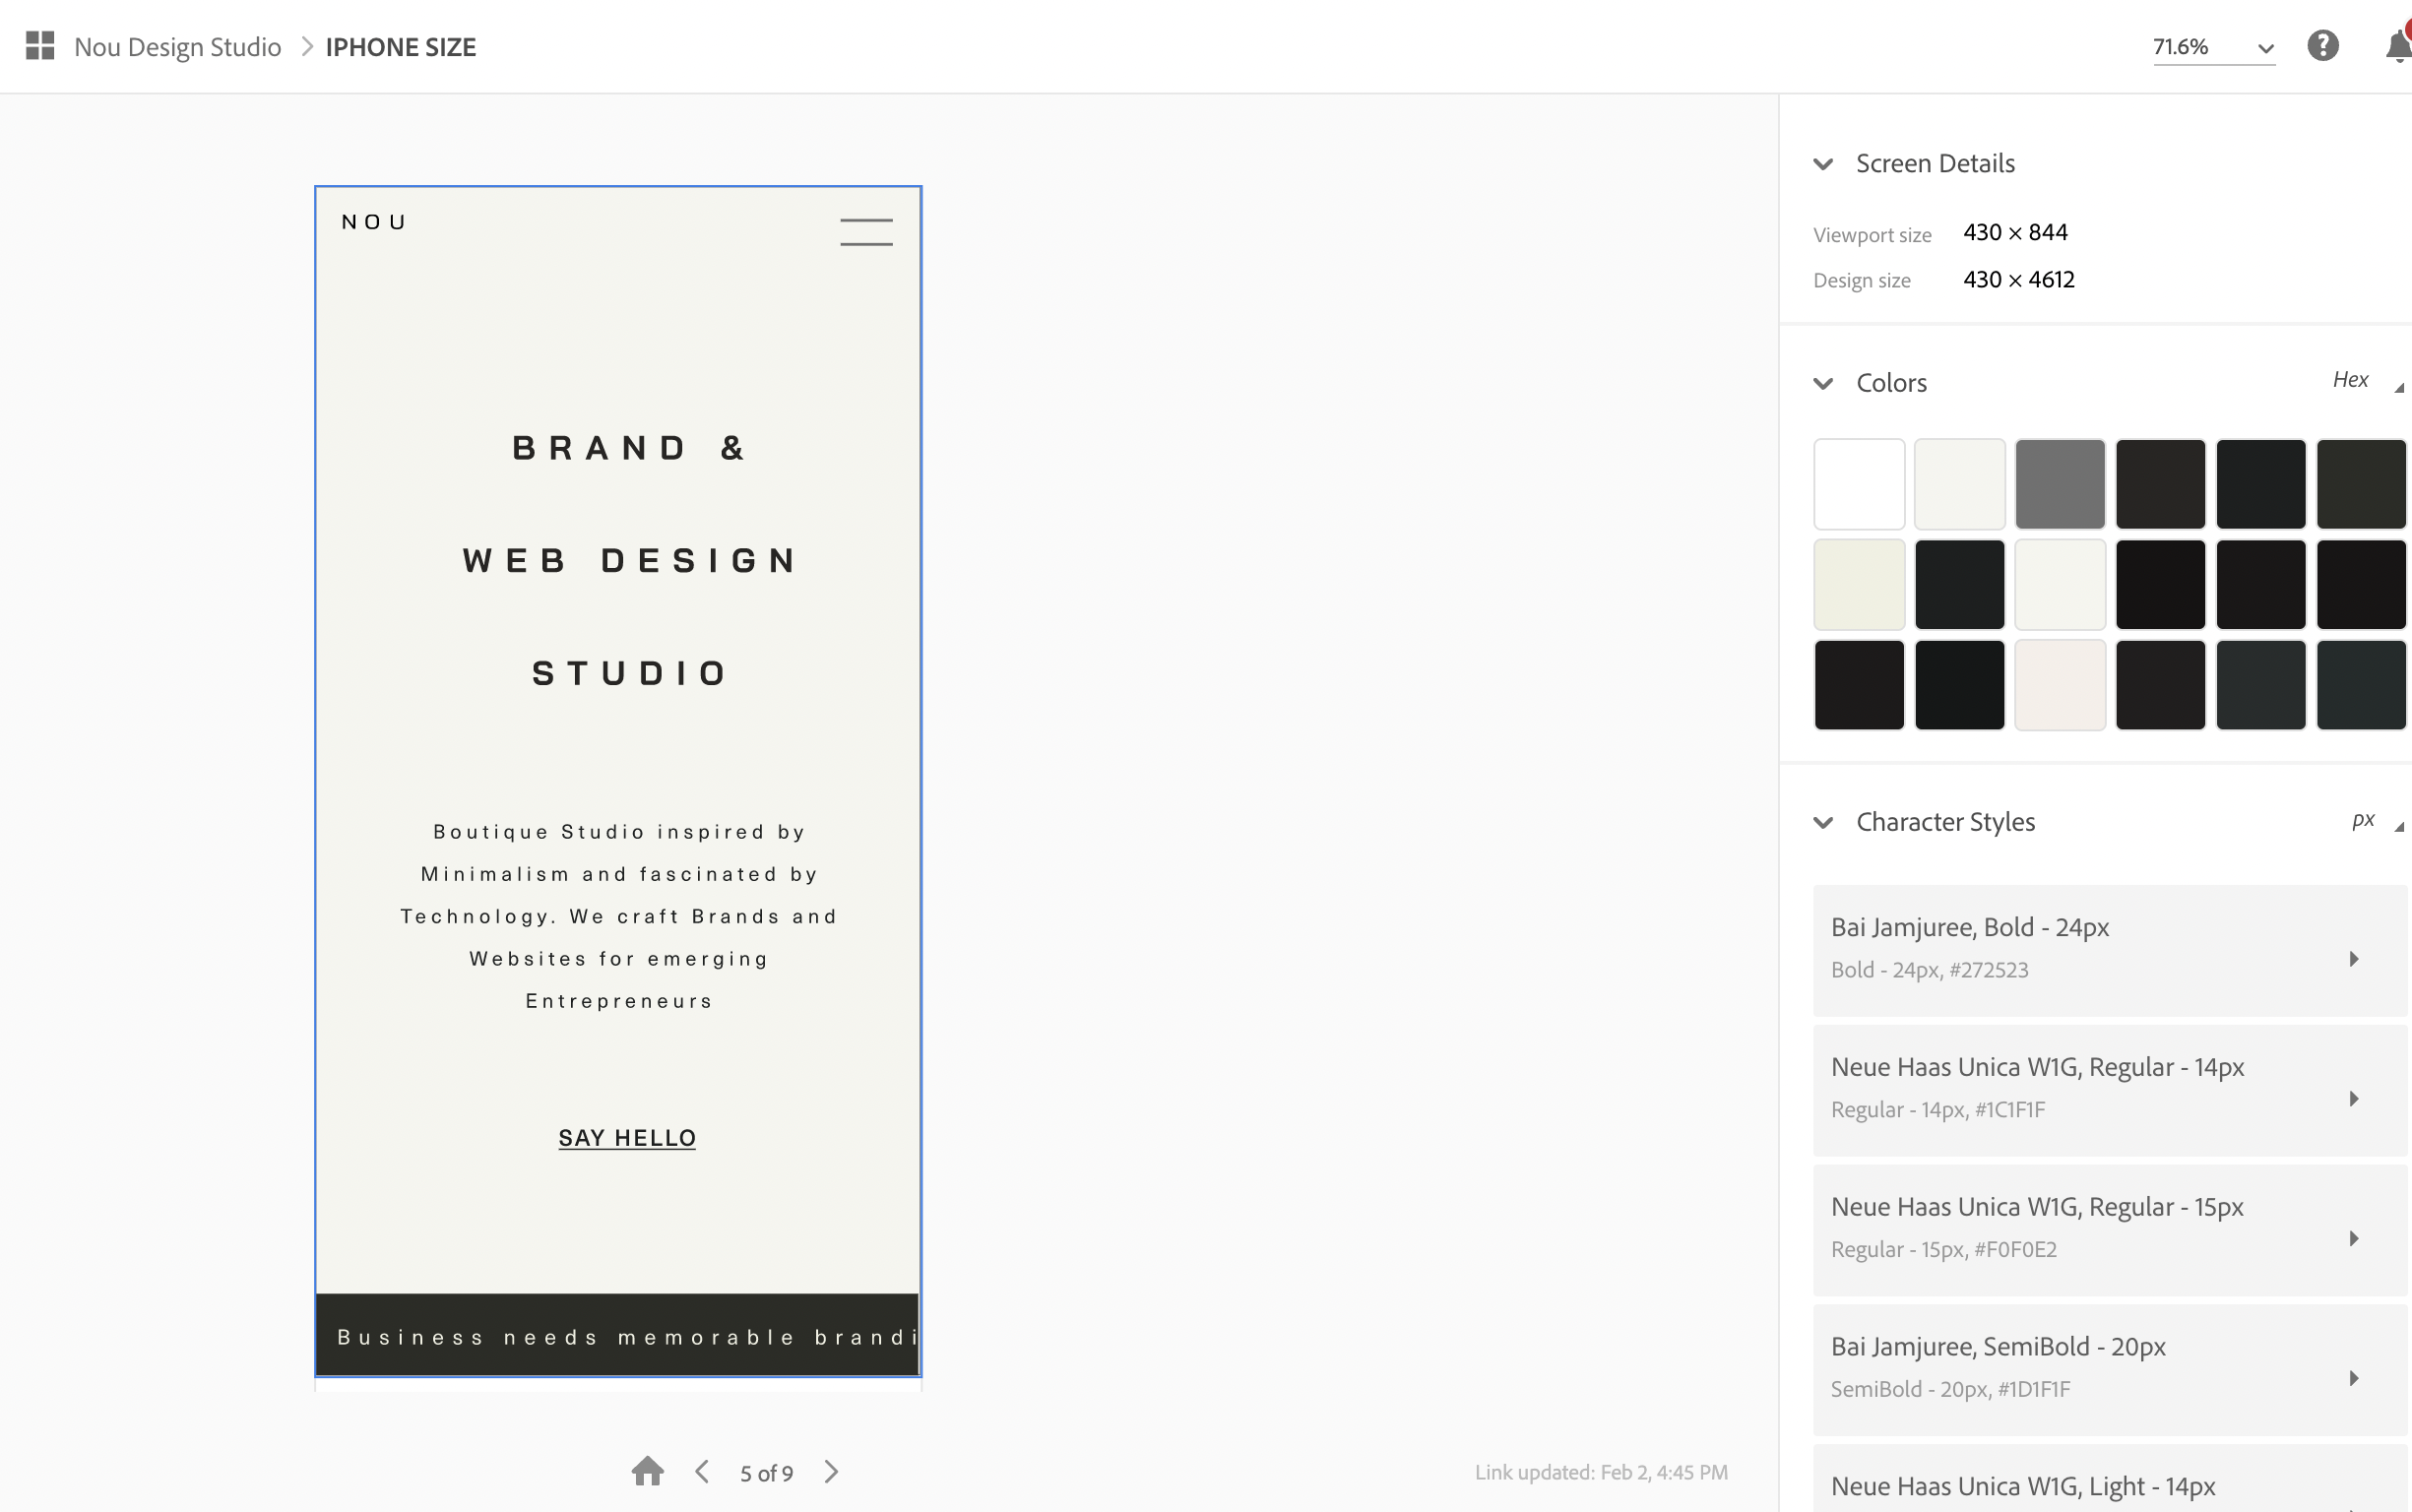 Nou Design Studio > IPHONE SIZE
71.6%
NOU
BRAND &
WEB DESIGN
STUDIO
Boutique Studio inspired by
Minimalism and fascinated by
Technology. We craft Brands and
Websites for emerging
Entrepreneurs
SAY HELLO
Business needs memorable brandi
5 of 9
Link updated: Feb 2, 4:45 PM
Screen Details
Viewport size 430 × 844
Design size 430 × 4612
Colors Hex
Character Styles px
Bai Jamjuree, Bold - 24px
Bold - 24px, #272523
Neue Haas Unica W1G, Regular - 14px
Regular - 14px, #1C1F1F
Neue Haas Unica W1G, Regular - 15px
Regular - 15px, #F0F0E2
Bai Jamjuree, SemiBold - 20px
SemiBold - 20px, #1D1F1F
Neue Haas Unica W1G, Light - 14px